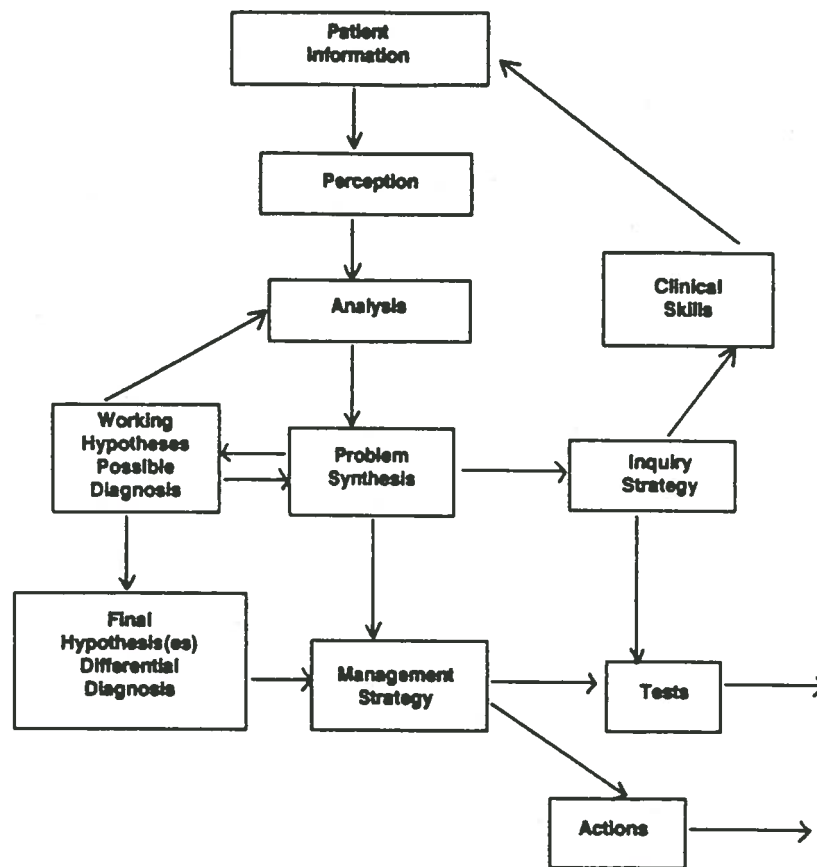 Patient
Information
Perception
Analysis
Clinical
Skills
Working
Hypotheses
Possible
Diagnosis
Problem
Synthesis
Inquiry
Strategy
Final
Hypothesis(es)
Differential
Diagnosis
Management
Strategy
Tests
Actions